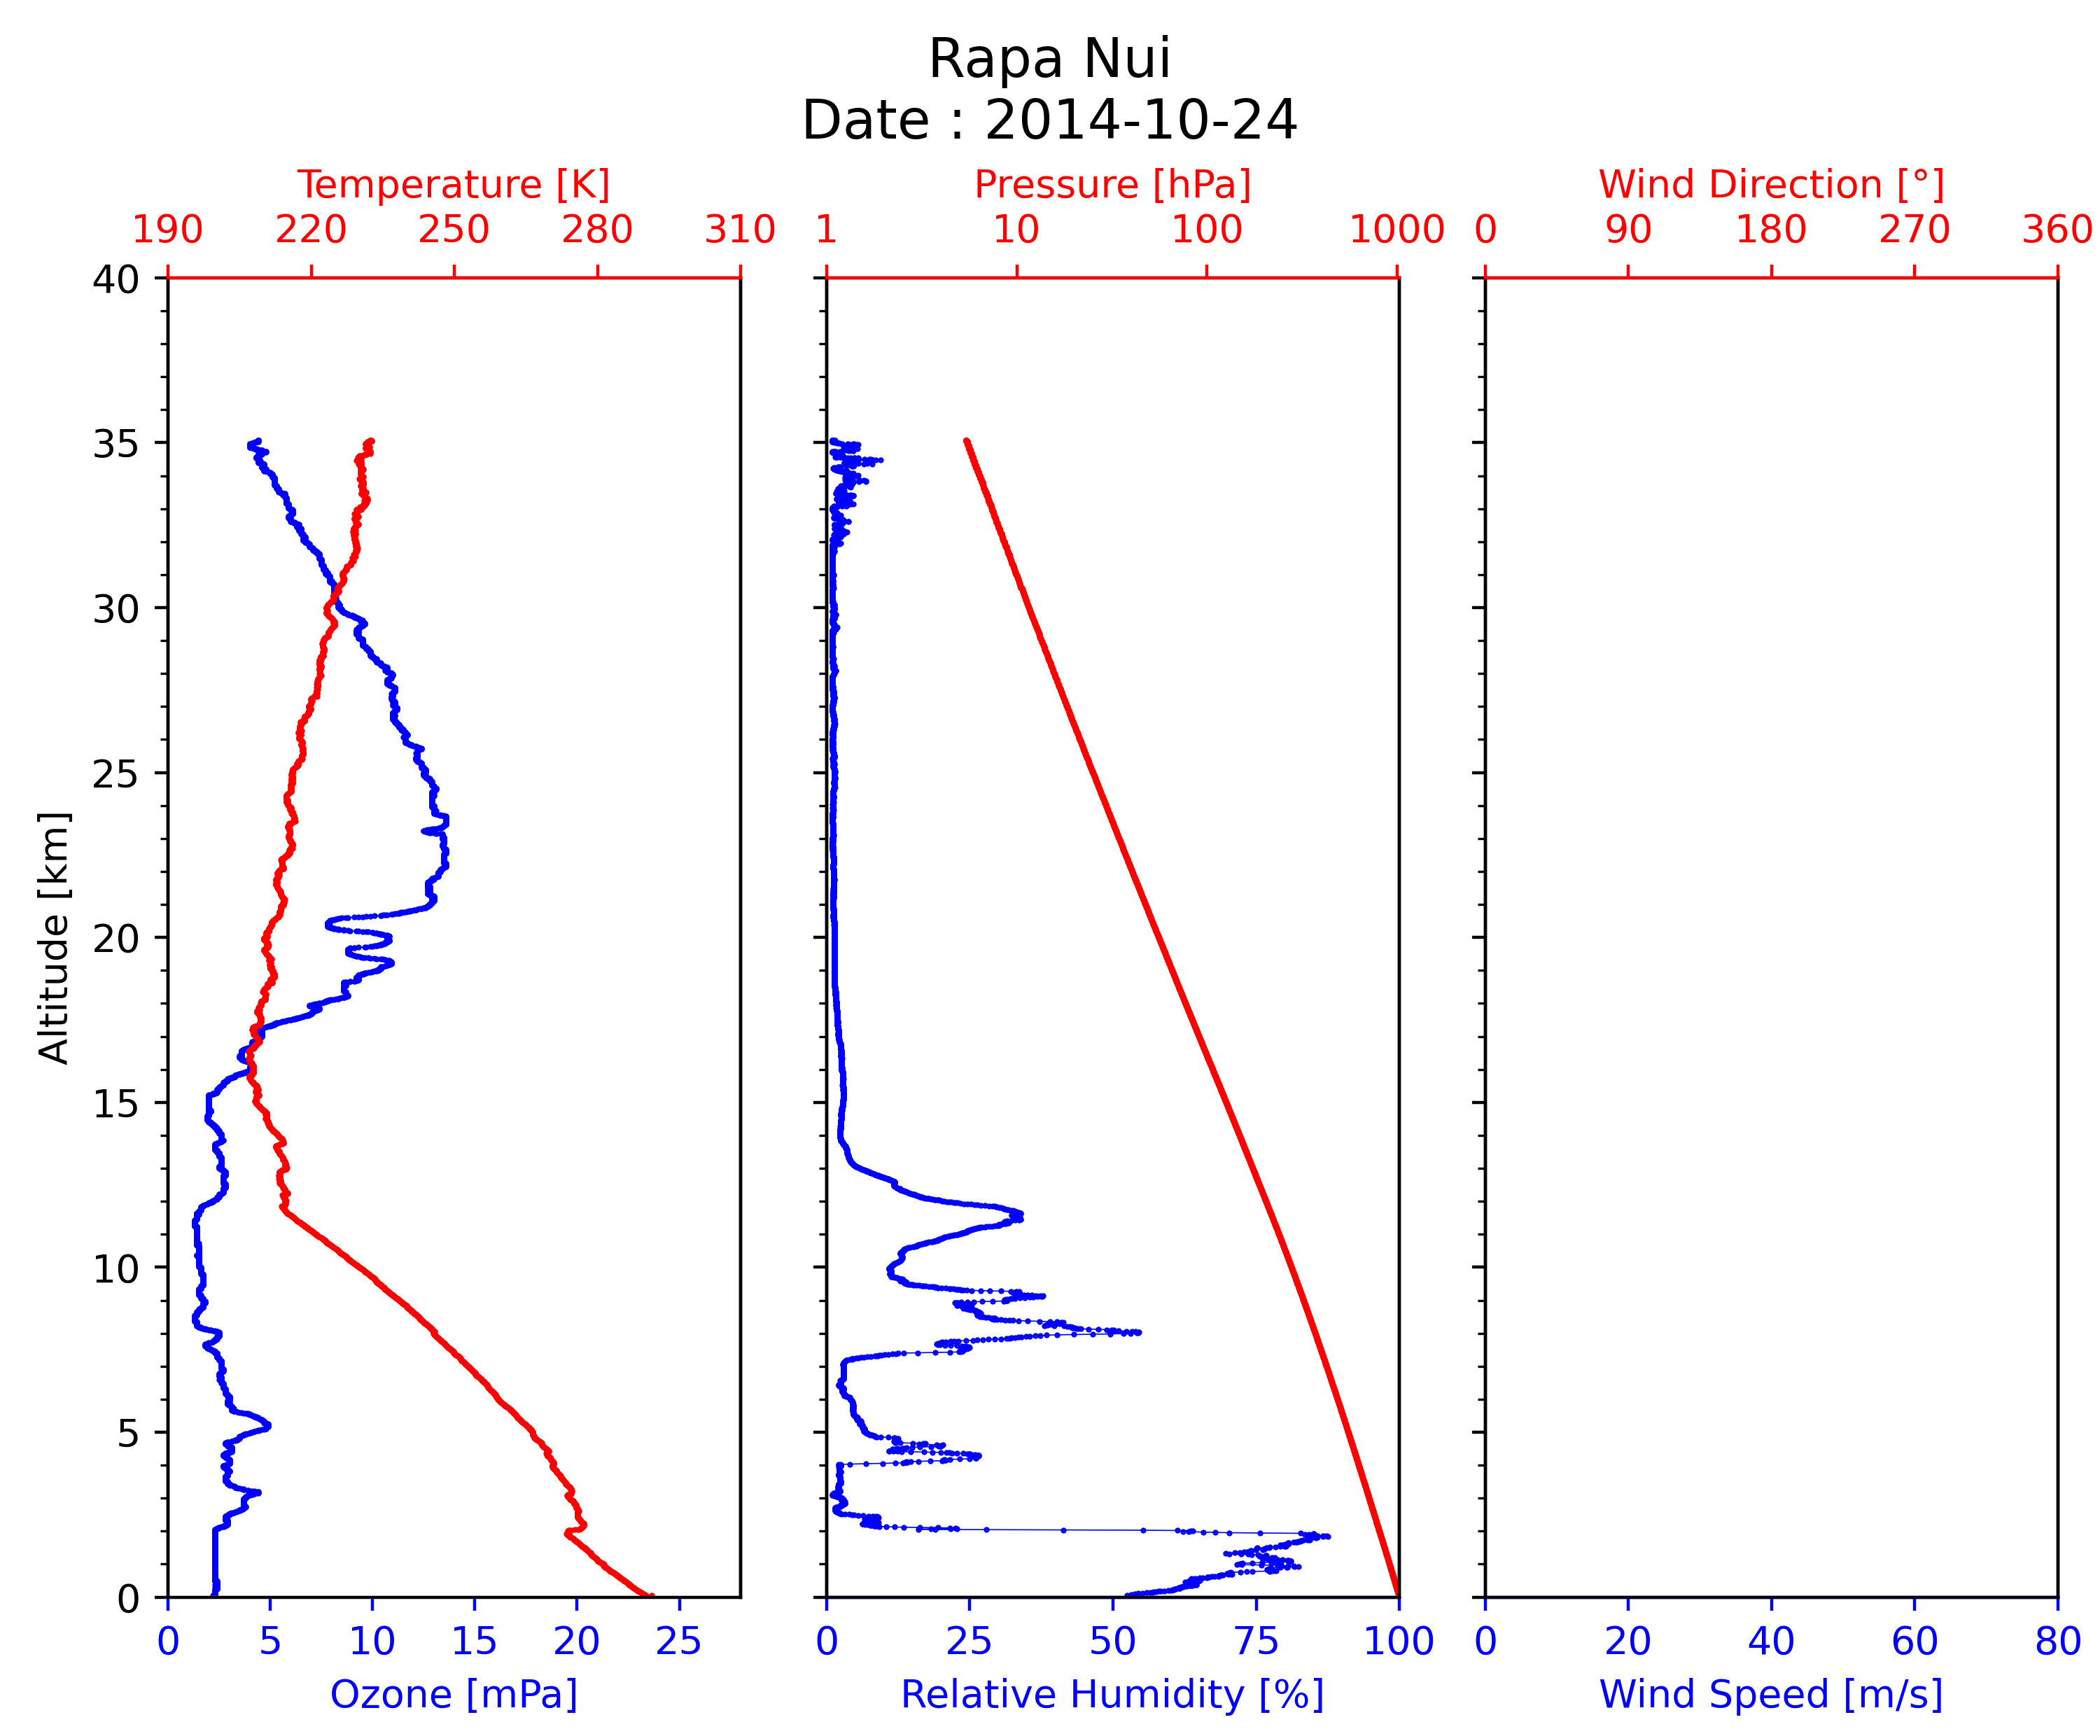 Rapa Nui
Date : 2014-10-24
Temperature [K]
Pressure [hPa]
Wind Direction [°]
190 220 250 280 310
1 10 100 1000
0 90 180 270 360
40
35
30
25
20
15
10
5
0
Altitude [km]
0 5 10 15 20 25
0 25 50 75 100
0 20 40 60 80
Ozone [mPa]
Relative Humidity [%]
Wind Speed [m/s]